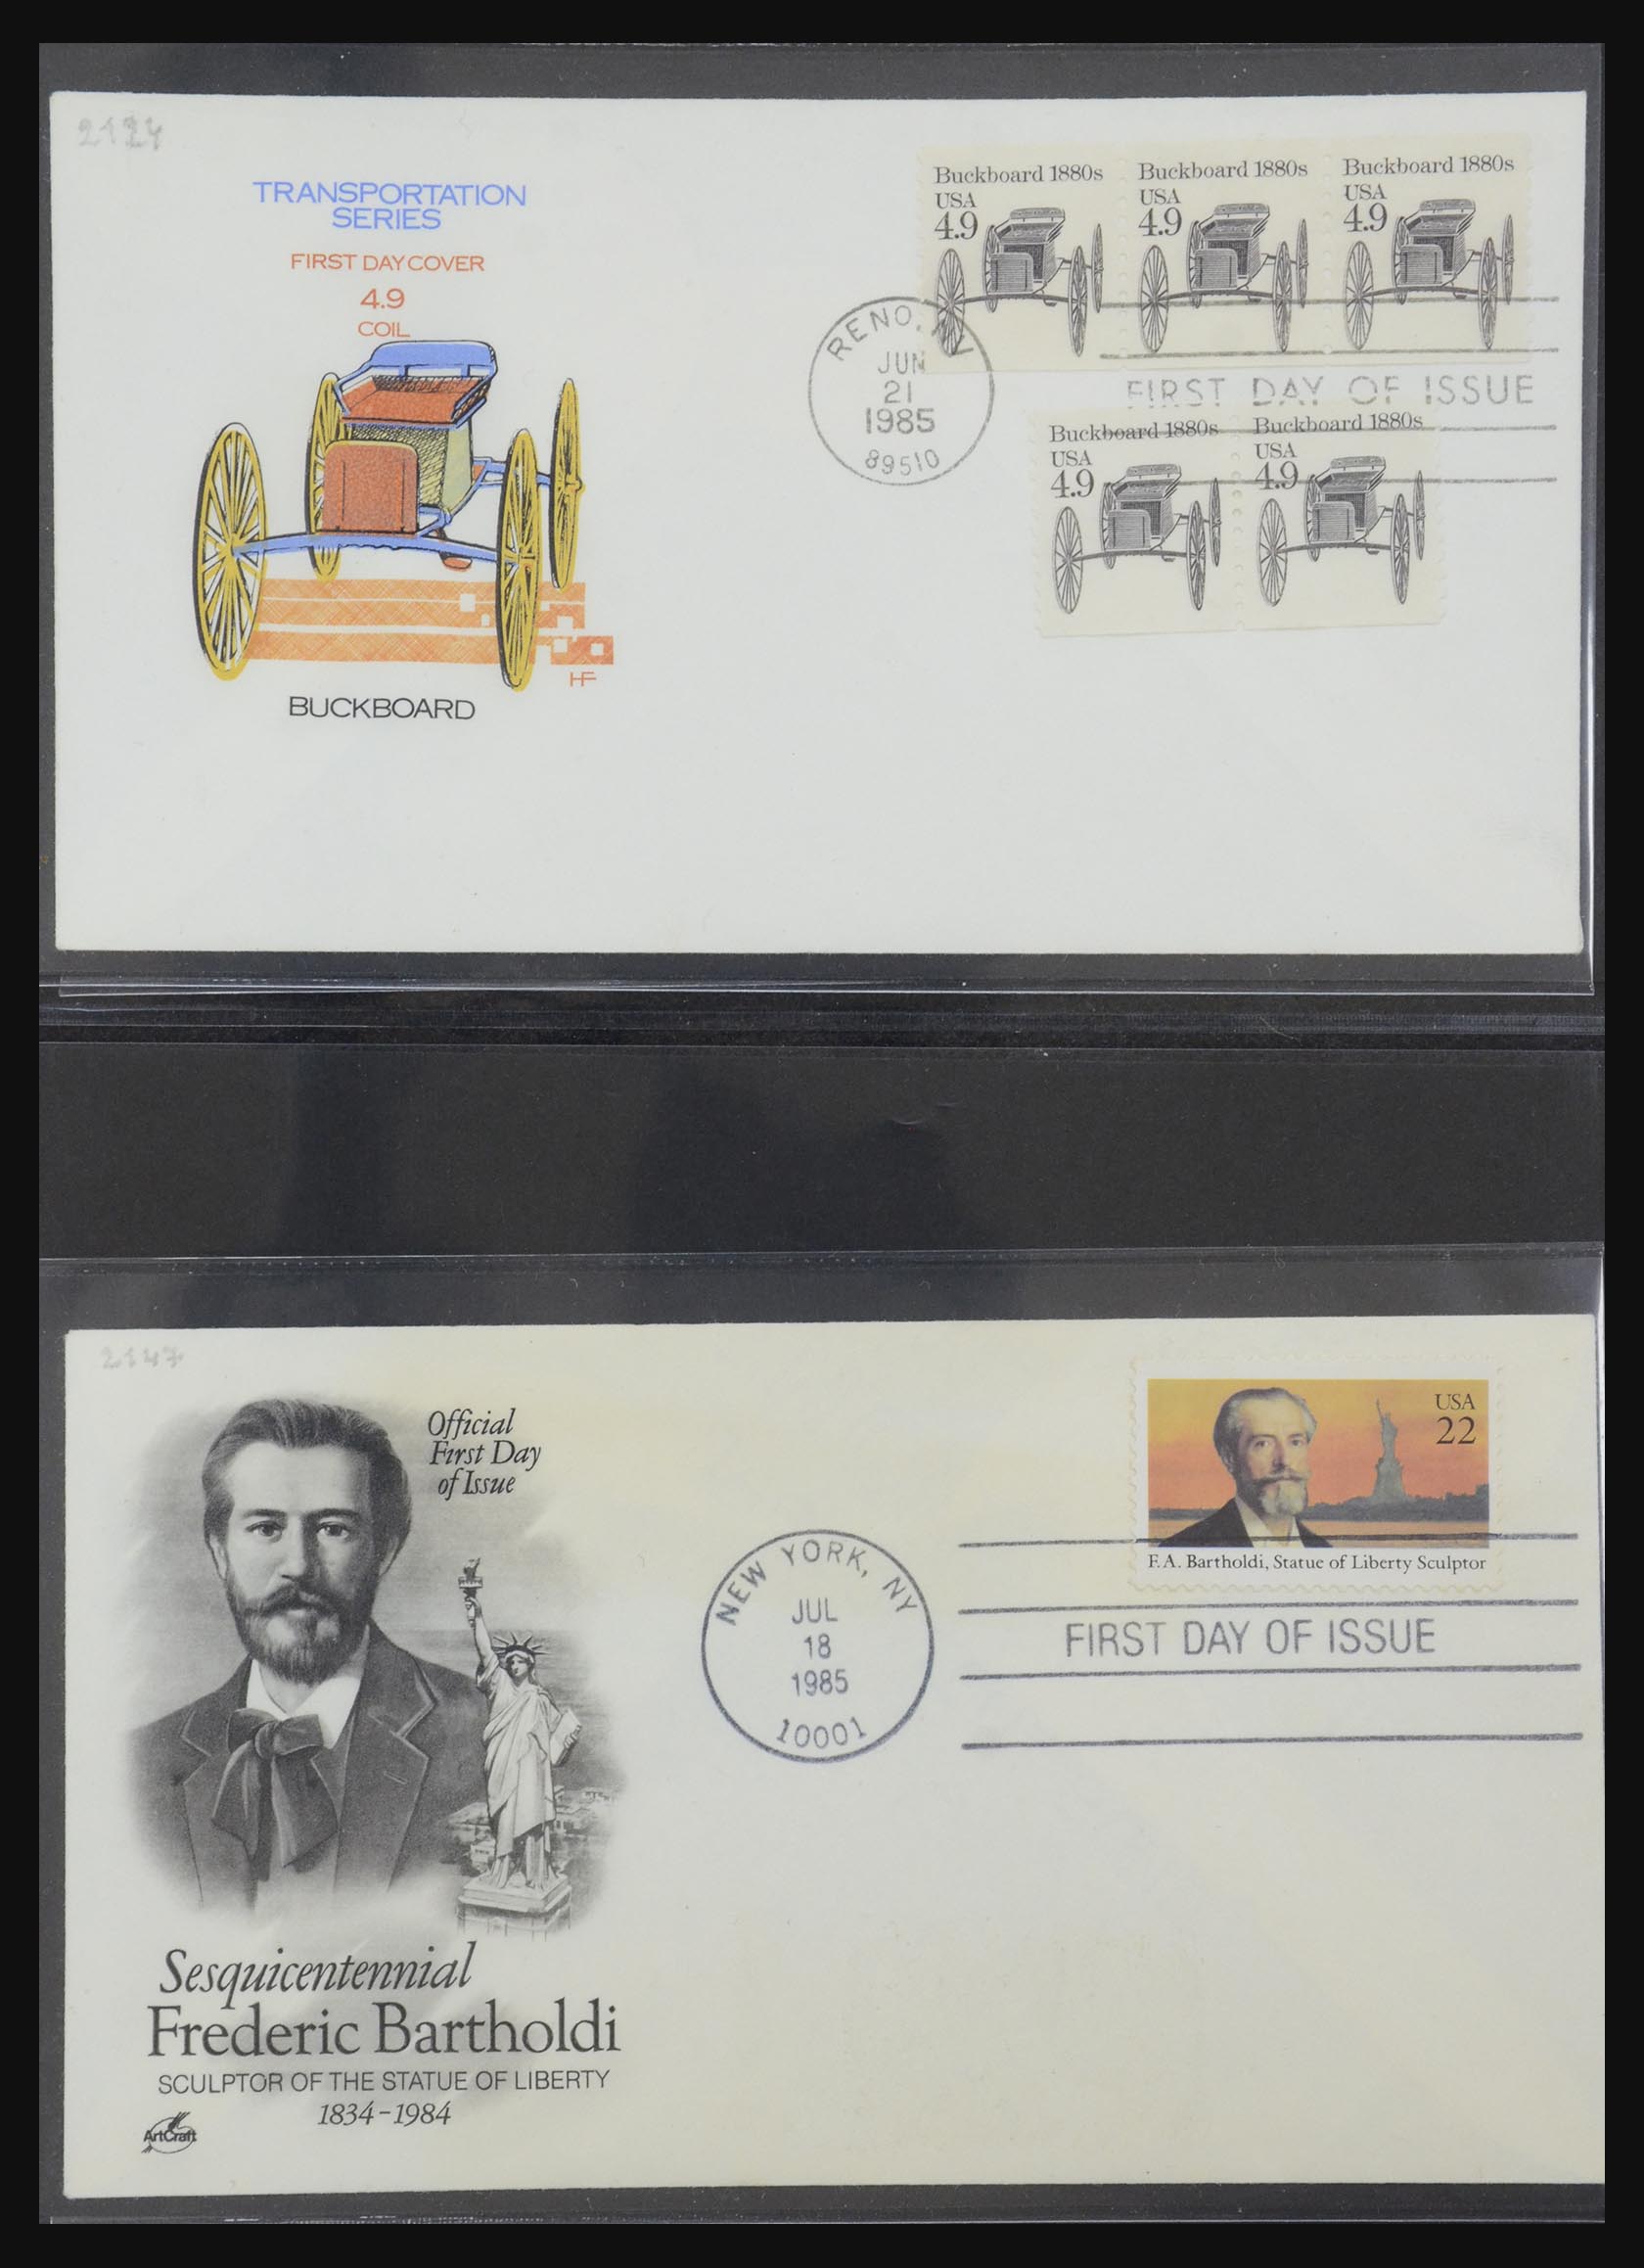 2124
TRANSPORTATION
SERIES
FIRST DAY COVER
4.9
COIL
HF
BUCKBOARD
Buckboard 1880s
USA
4.9
Buckboard 1880s
USA
4.9
Buckboard 1880s
USA
4.9
RENO, NV
JUN
21
1985
89510
FIRST DAY OF ISSUE
Buckboard 1880s
USA
4.9
Buckboard 1880s
USA
4.9
2147
Official
First Day
of Issue
USA
22
F.A. Bartholdi, Statue of Liberty Sculptor
NEW YORK, NY
JUL
18
1985
10001
FIRST DAY OF ISSUE
Sesquicentennial
Frederic Bartholdi
SCULPTOR OF THE STATUE OF LIBERTY
1834-1984
ArtCraft